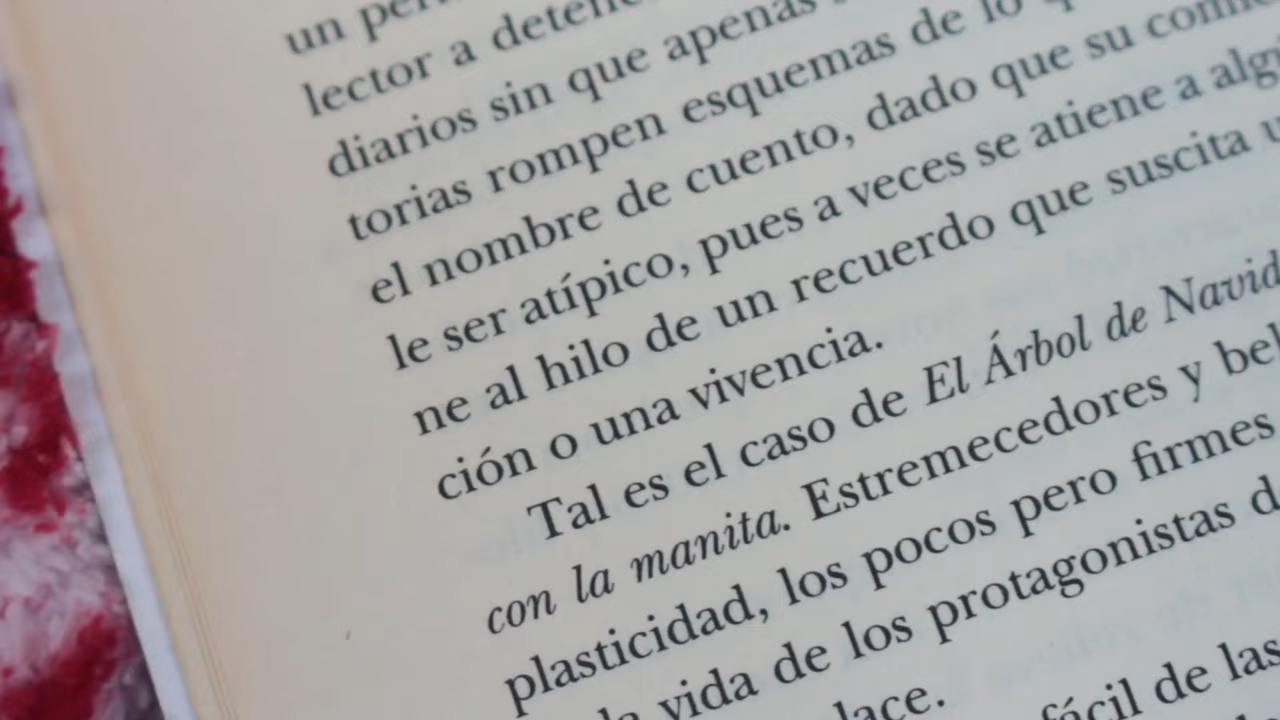 un
lector a
diarios sin que apenas
torias rompen esquemas de lo
el nombre de cuento, dado que su
le ser atípico, pues a veces se atiene a
ne al hilo de un recuerdo que suscita
ción o una vivencia.
Tal es el caso de El Árbol de
con la manita. Estremecedores y
plasticidad, los pocos pero firmes
vida de los protagonistas
fácil de las